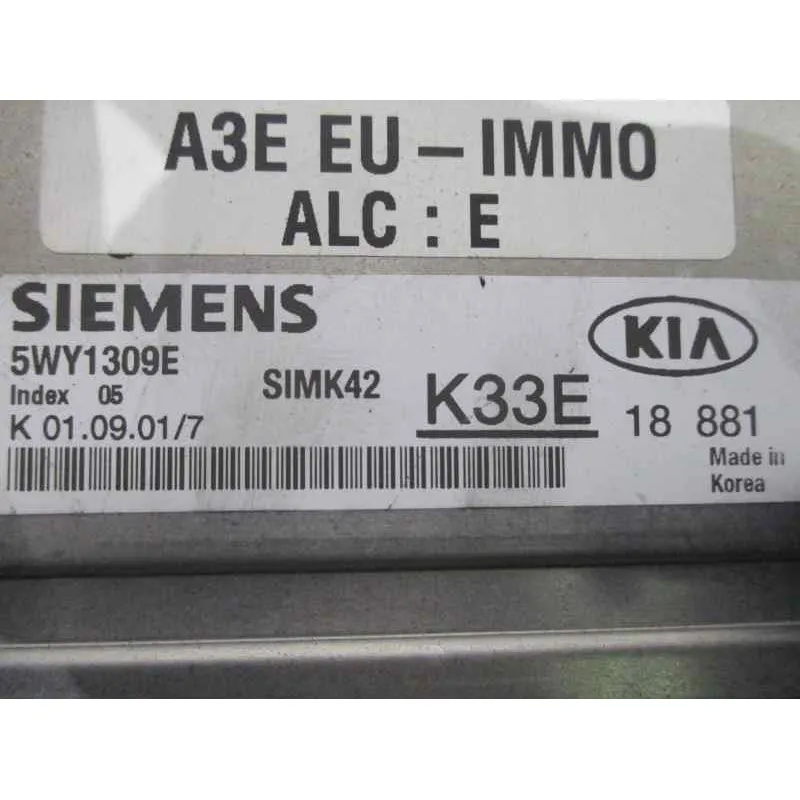 A3E EU-IMMO
ALC : E
SIEMENS
KIA
5WY1309E
SIMK42
K33E
Index 05
K 01.09.01/7
18 881
Made in
Korea